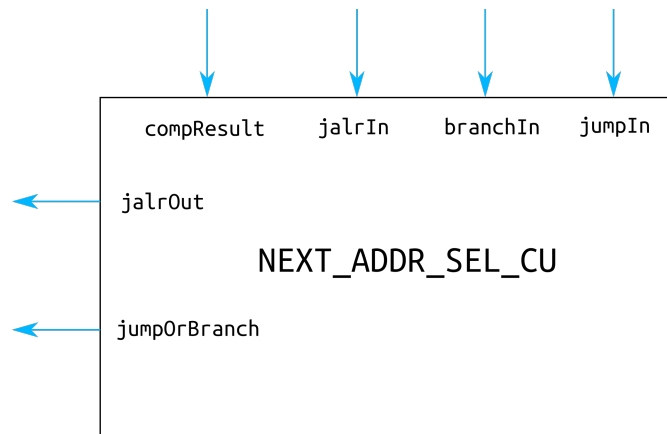 compResult jalrIn branchIn jumpIn
jalrOut
NEXT_ADDR_SEL_CU
jumpOrBranch